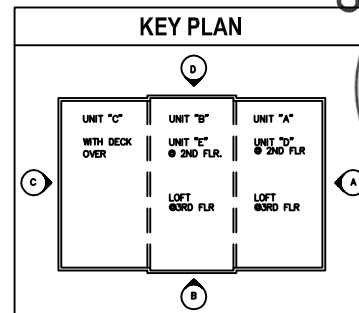 KEY PLAN
D
UNIT "C"
WITH DECK
OVER
UNIT "B"
UNIT "E"
@ 2ND FLR.
LOFT
@3RD FLR
UNIT "A"
UNIT "D"
@ 2ND FLR
LOFT
@3RD FLR
C
A
B